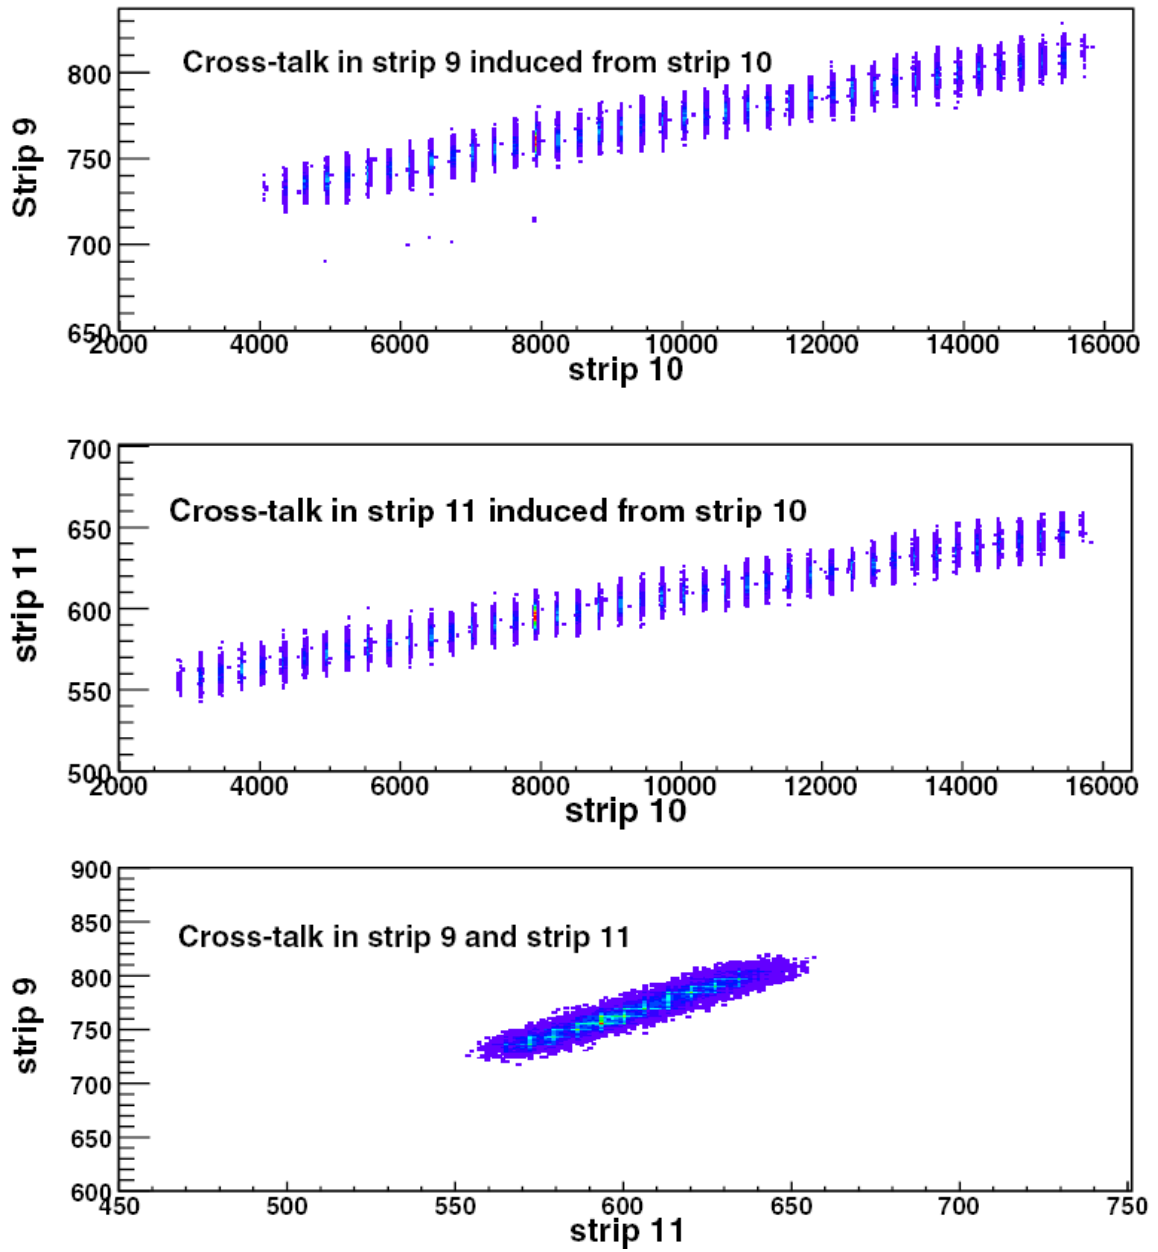 Cross-talk in strip 9 induced from strip 10
Strip 9
800
750
700
650
2000 4000 6000 8000 10000 12000 14000 16000
strip 10
Cross-talk in strip 11 induced from strip 10
strip 11
700
650
600
550
500
2000 4000 6000 8000 10000 12000 14000 16000
strip 10
Cross-talk in strip 9 and strip 11
strip 9
900
850
800
750
700
650
600
450 500 550 600 650 700 750
strip 11